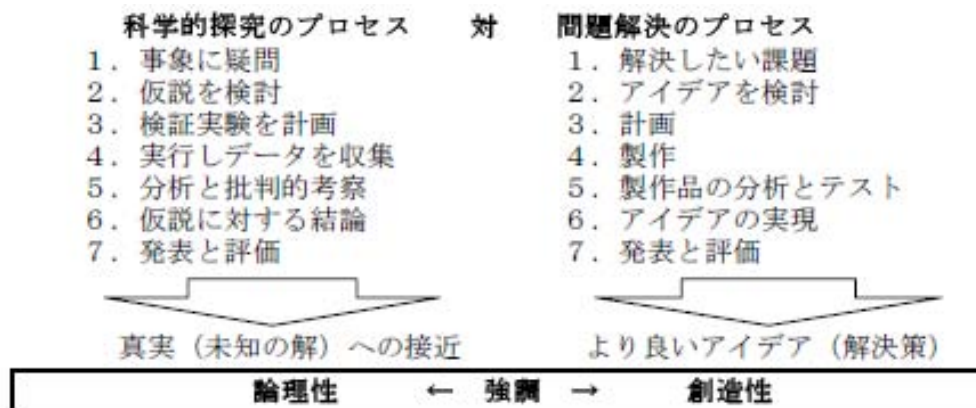 科学的探究のプロセス 対 問題解決のプロセス
1．事象に疑問
2．仮説を検討
3．検証実験を計画
4．実行しデータを収集
5．分析と批判的考察
6．仮説に対する結論
7．発表と評価
真実（未知の解）への接近
1．解決したい課題
2．アイデアを検討
3．計画
4．製作
5．製作品の分析とテスト
6．アイデアの実現
7．発表と評価
より良いアイデア（解決策）
論理性 ← 強調 → 創造性